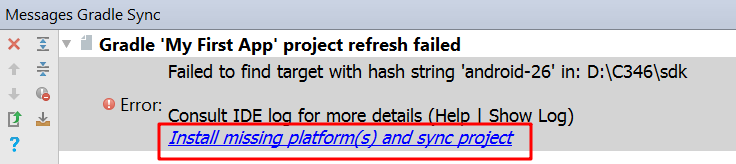 Messages Gradle Sync
Gradle 'My First App' project refresh failed
Failed to find target with hash string 'android-26' in: D:\C346\sdk
Error:
Consult IDE log for more details (Help | Show Log)
Install missing platform(s) and sync project